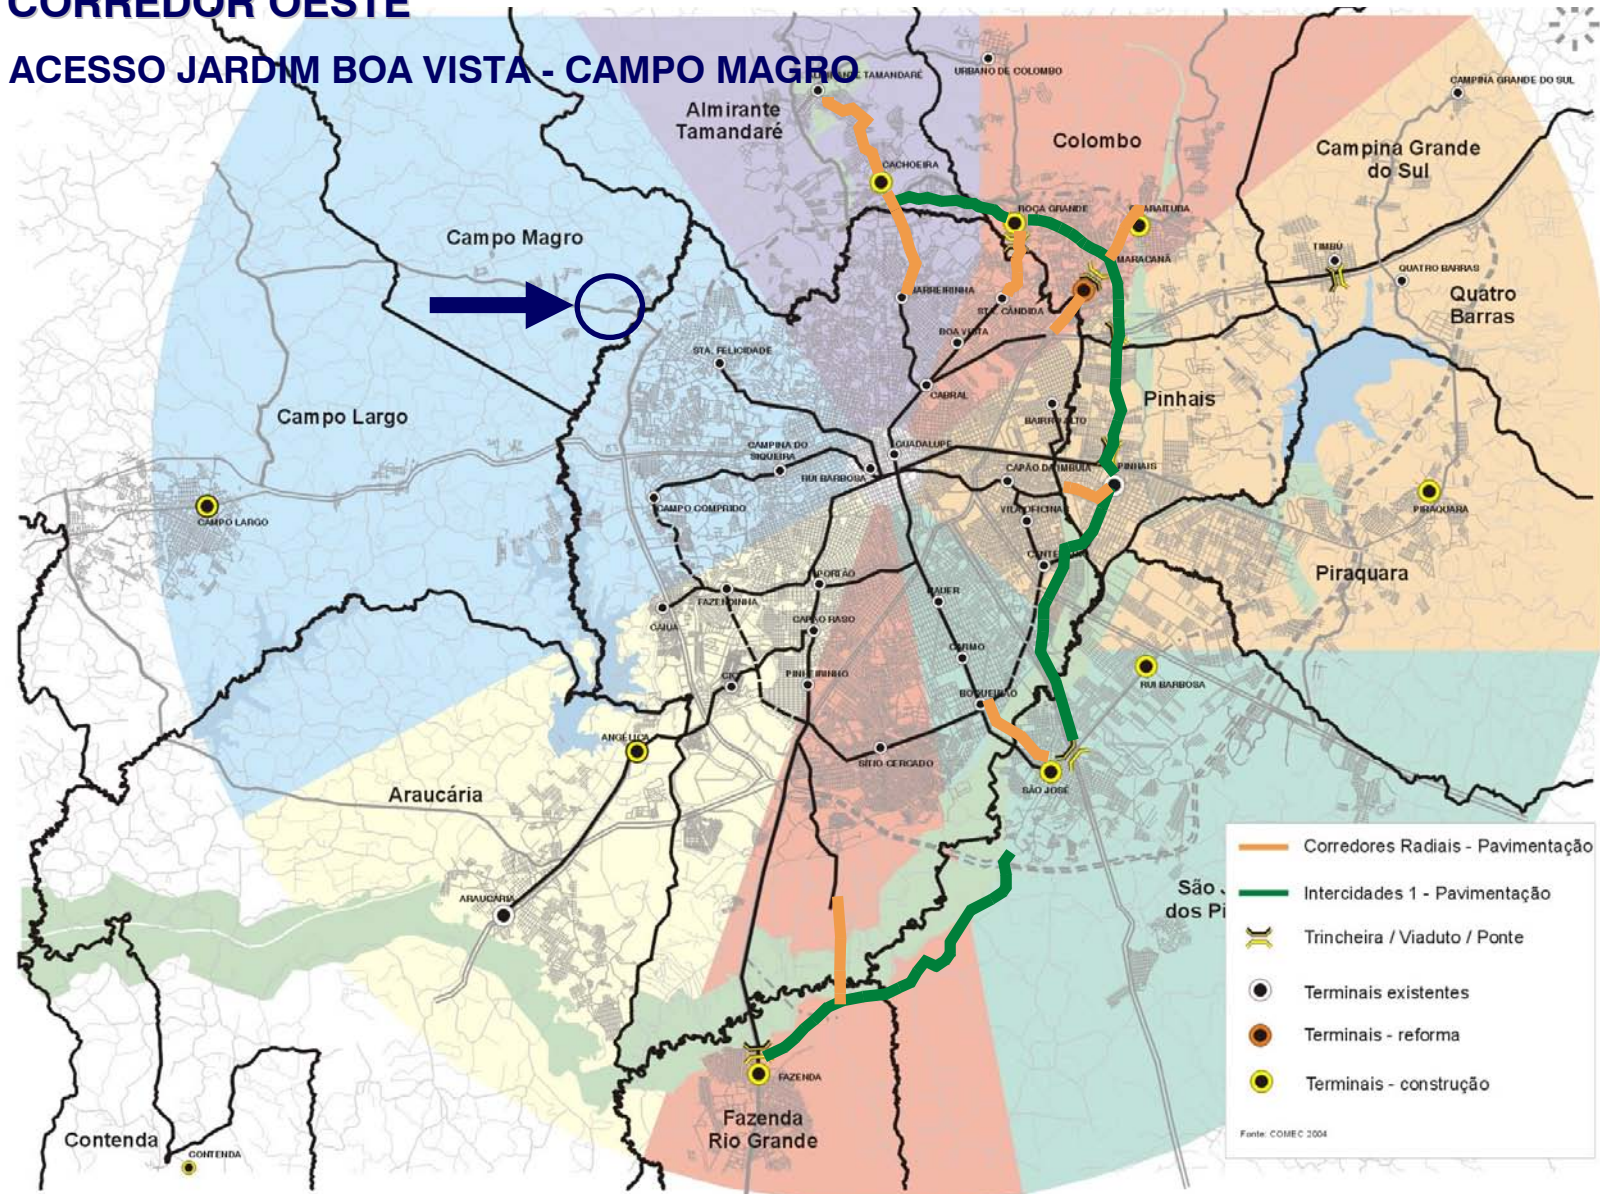 CORREDOR OESTE
ACESSO JARDIM BOA VISTA - CAMPO MAGRO
TAMANDARÉ
URBANO DE COLOMBO
CAMPINA GRANDE DO SUL
Almirante
Tamandaré
Colombo
Campina Grande
do Sul
CACHOEIRA
ROÇA GRANDE
Campo Magro
TIMBÚ
MARACANÃ
QUATRO BARRAS
Quatro
Barras
STA. CÂNDIDA
BOA VISTA
STA. FELICIDADE
CABRAL
Pinhais
Campo Largo
BAIRRO ALTO
CAMPINA DO
SIQUEIRA
GUADALUPE
RUI BARBOSA
CAPÃO DA IMBUIA
PINHAIS
CAMPO COMPRIDO
VILA OFICINAS
PIRAQUARA
CAMPO LARGO
Piraquara
PORTÃO
FAZENDINHA
HAUER
CAIUÁ
CAPÃO RASO
CARMO
PINHEIRINHO
CIC
BOQUEIRÃO
RUI BARBOSA
ANGÉLICA
SÍTIO CERCADO
SÃO JOSÉ
Araucária
ARAUCÁRIA
São
dos
Corredores Radiais - Pavimentação
Intercidades 1 - Pavimentação
Trincheira / Viaduto / Ponte
Terminais existentes
Terminais - reforma
Terminais - construção
Fonte: COMEC 2004
FAZENDA
Fazenda
Rio Grande
Contenda
CONTENDA